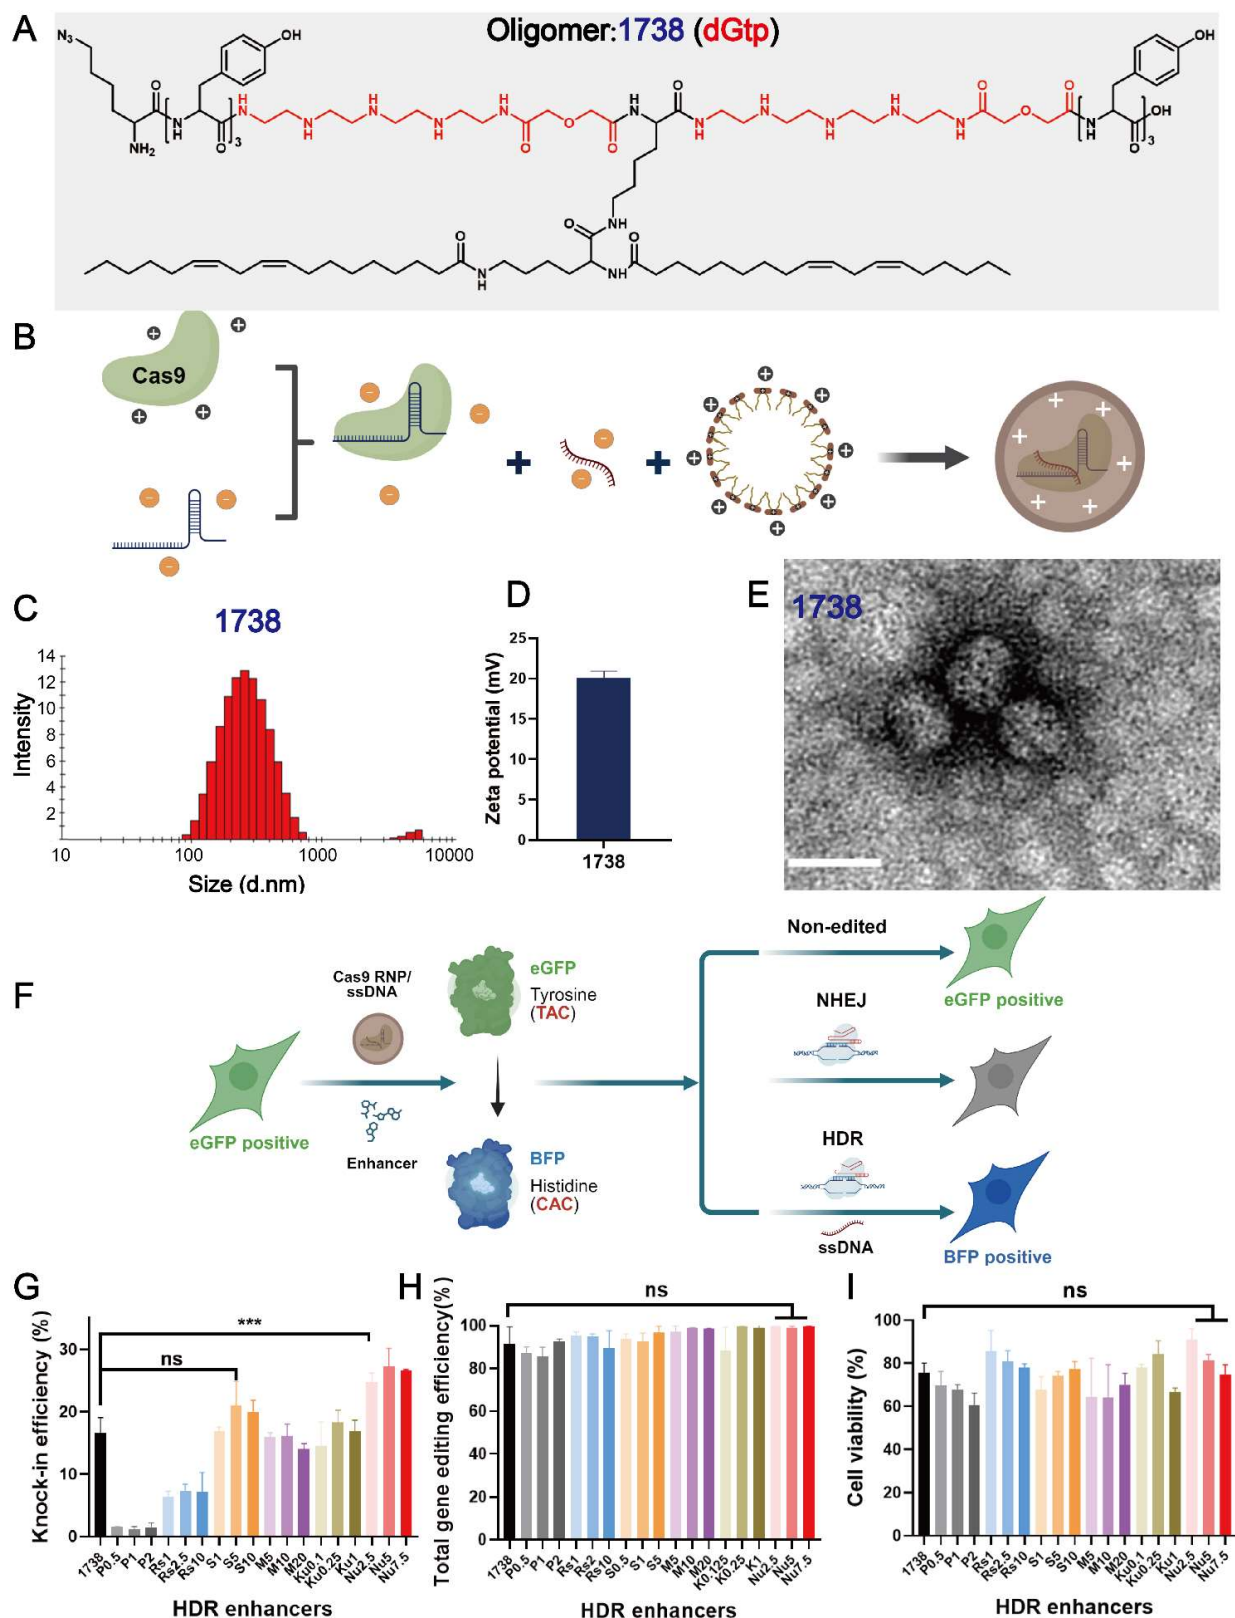 A
Oligomer:1738 (dGtp)
N3
NH2
O
N
H
OH
O
3
H
N
N
H
H
N
N
H
H
N
O
O
O
H
N
O
N
H
H
N
N
H
H
N
N
H
O
O
O
N
H
OH
O
3
OH
O
NH
O
N
H
NH
O
B
Cas9
C
1738
Intensity
14
12
10
8
6
4
2
10
100
1000
10000
Size (d.nm)
D
Zeta potential (mV)
25
20
15
10
5
0
1738
E
1738
F
eGFP positive
Cas9 RNP/
ssDNA
Enhancer
eGFP
Tyrosine
(TAC)
BFP
Histidine
(CAC)
Non-edited
eGFP positive
NHEJ
HDR
ssDNA
BFP positive
G
Knock-in efficiency (%)
30
20
10
0
***
ns
1738
P0.5
P1
P2
Rs1
Rs2.5
Rs10
S1
S5
S10
M5
M10
M20
Ku0.1
Ku0.25
Ku1
Nu2.5
Nu5
Nu7.5
HDR enhancers
H
Total gene editing efficiency(%)
100
80
60
40
20
0
ns
1738
P0.5
P1
P2
Rs1
Rs2
Rs10
S0.5
S1
S5
M5
M10
M20
K0.125
K0.25
K1
Nu2.5
Nu5
Nu7.5
HDR enhancers
I
Cell viability (%)
100
80
60
40
20
0
ns
1738
P0.5
P1
P2
Rs1
Rs2.5
Rs10
S1
S5
S10
M5
M10
M20
Ku0.1
Ku0.25
Ku1
Nu2.5
Nu5
Nu7.5
HDR enhancers